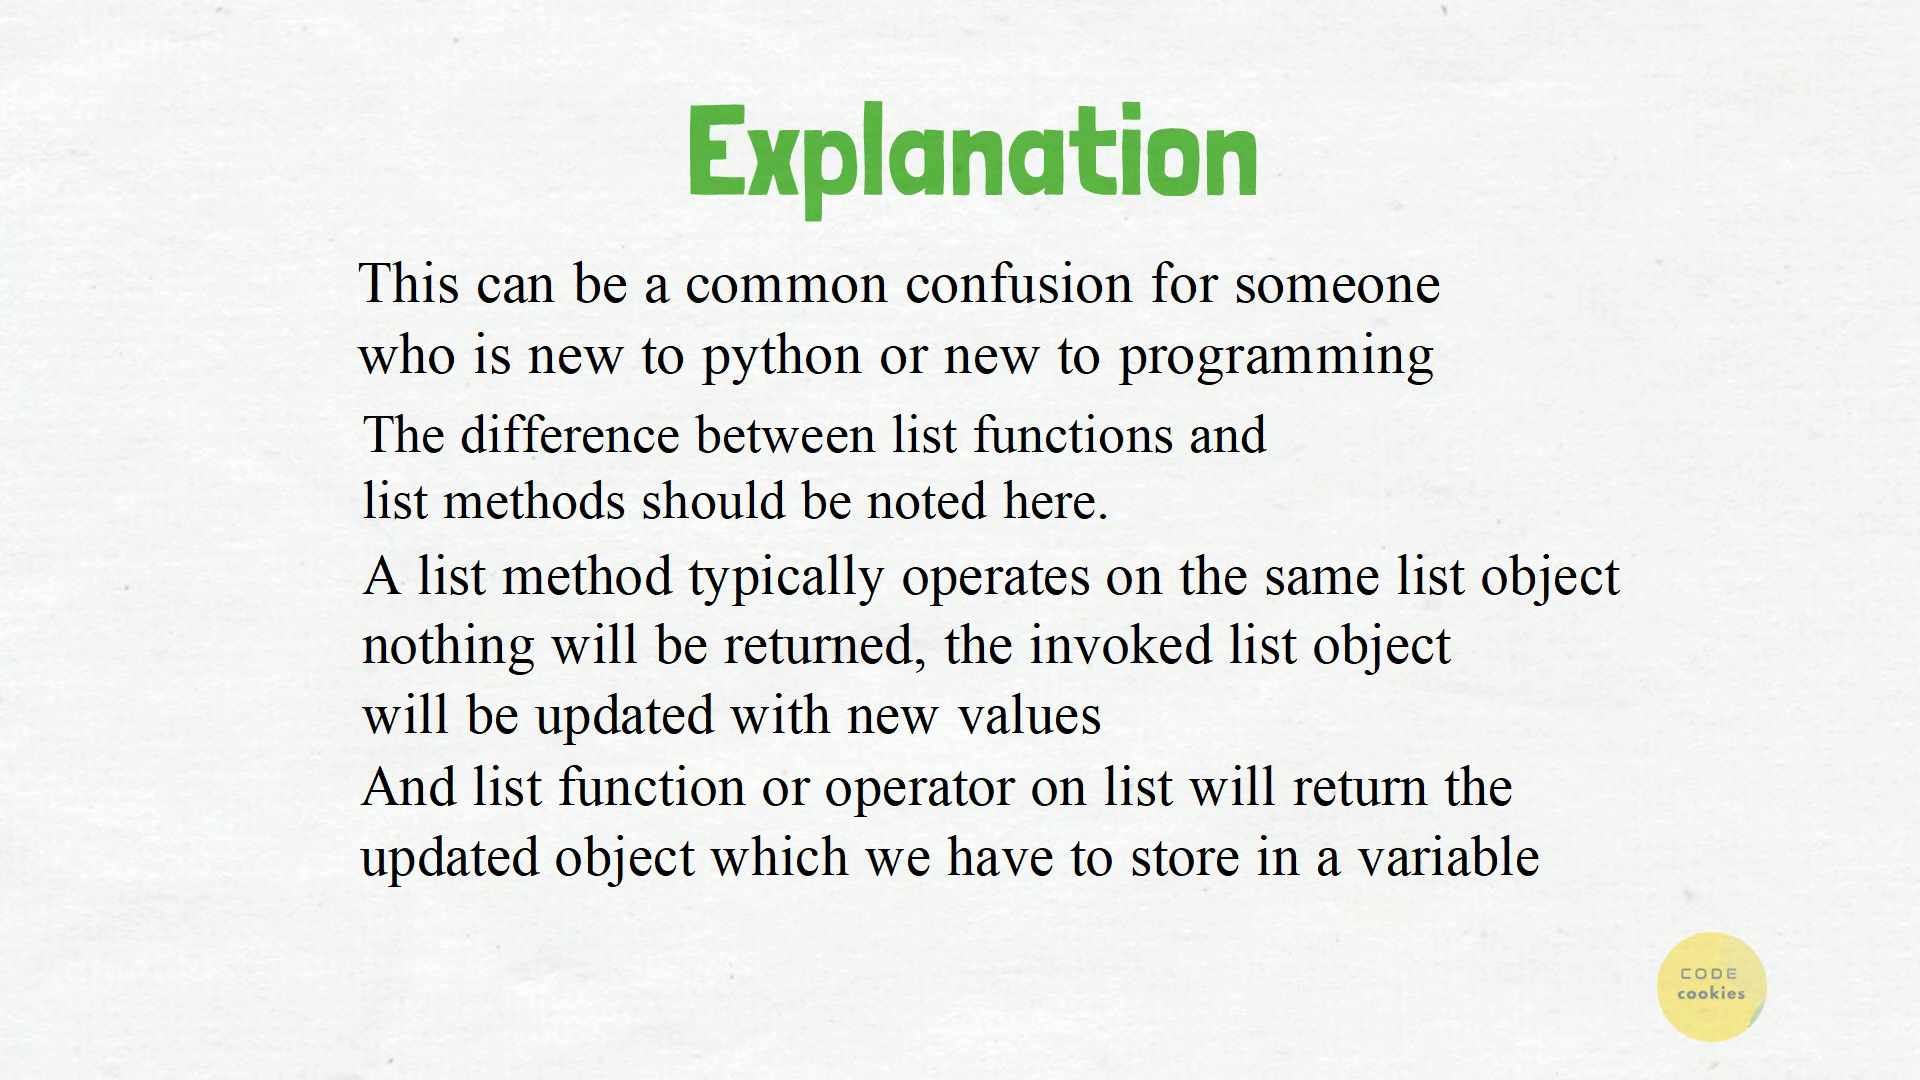 Explanation
This can be a common confusion for someone
who is new to python or new to programming
The difference between list functions and
list methods should be noted here.
A list method typically operates on the same list object
nothing will be returned, the invoked list object
will be updated with new values
And list function or operator on list will return the
updated object which we have to store in a variable
CODE
cookies